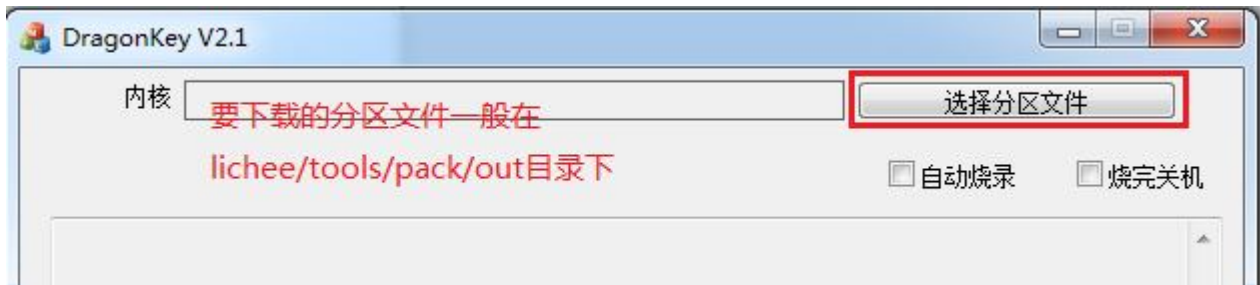 DragonKey V2.1
内核
选择分区文件
要下载的分区文件一般在
lichee/tools/pack/out目录下
自动烧录
烧完关机